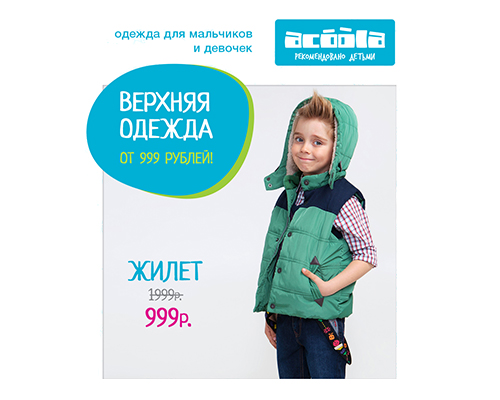 одежда для мальчиков
и девочек
acoola
РЕКОМЕНДОВАНО ДЕТЬМИ
ВЕРХНЯЯ
ОДЕЖДА
ОТ 999 РУБЛЕЙ!
ЖИЛЕТ
1999р.
999р.